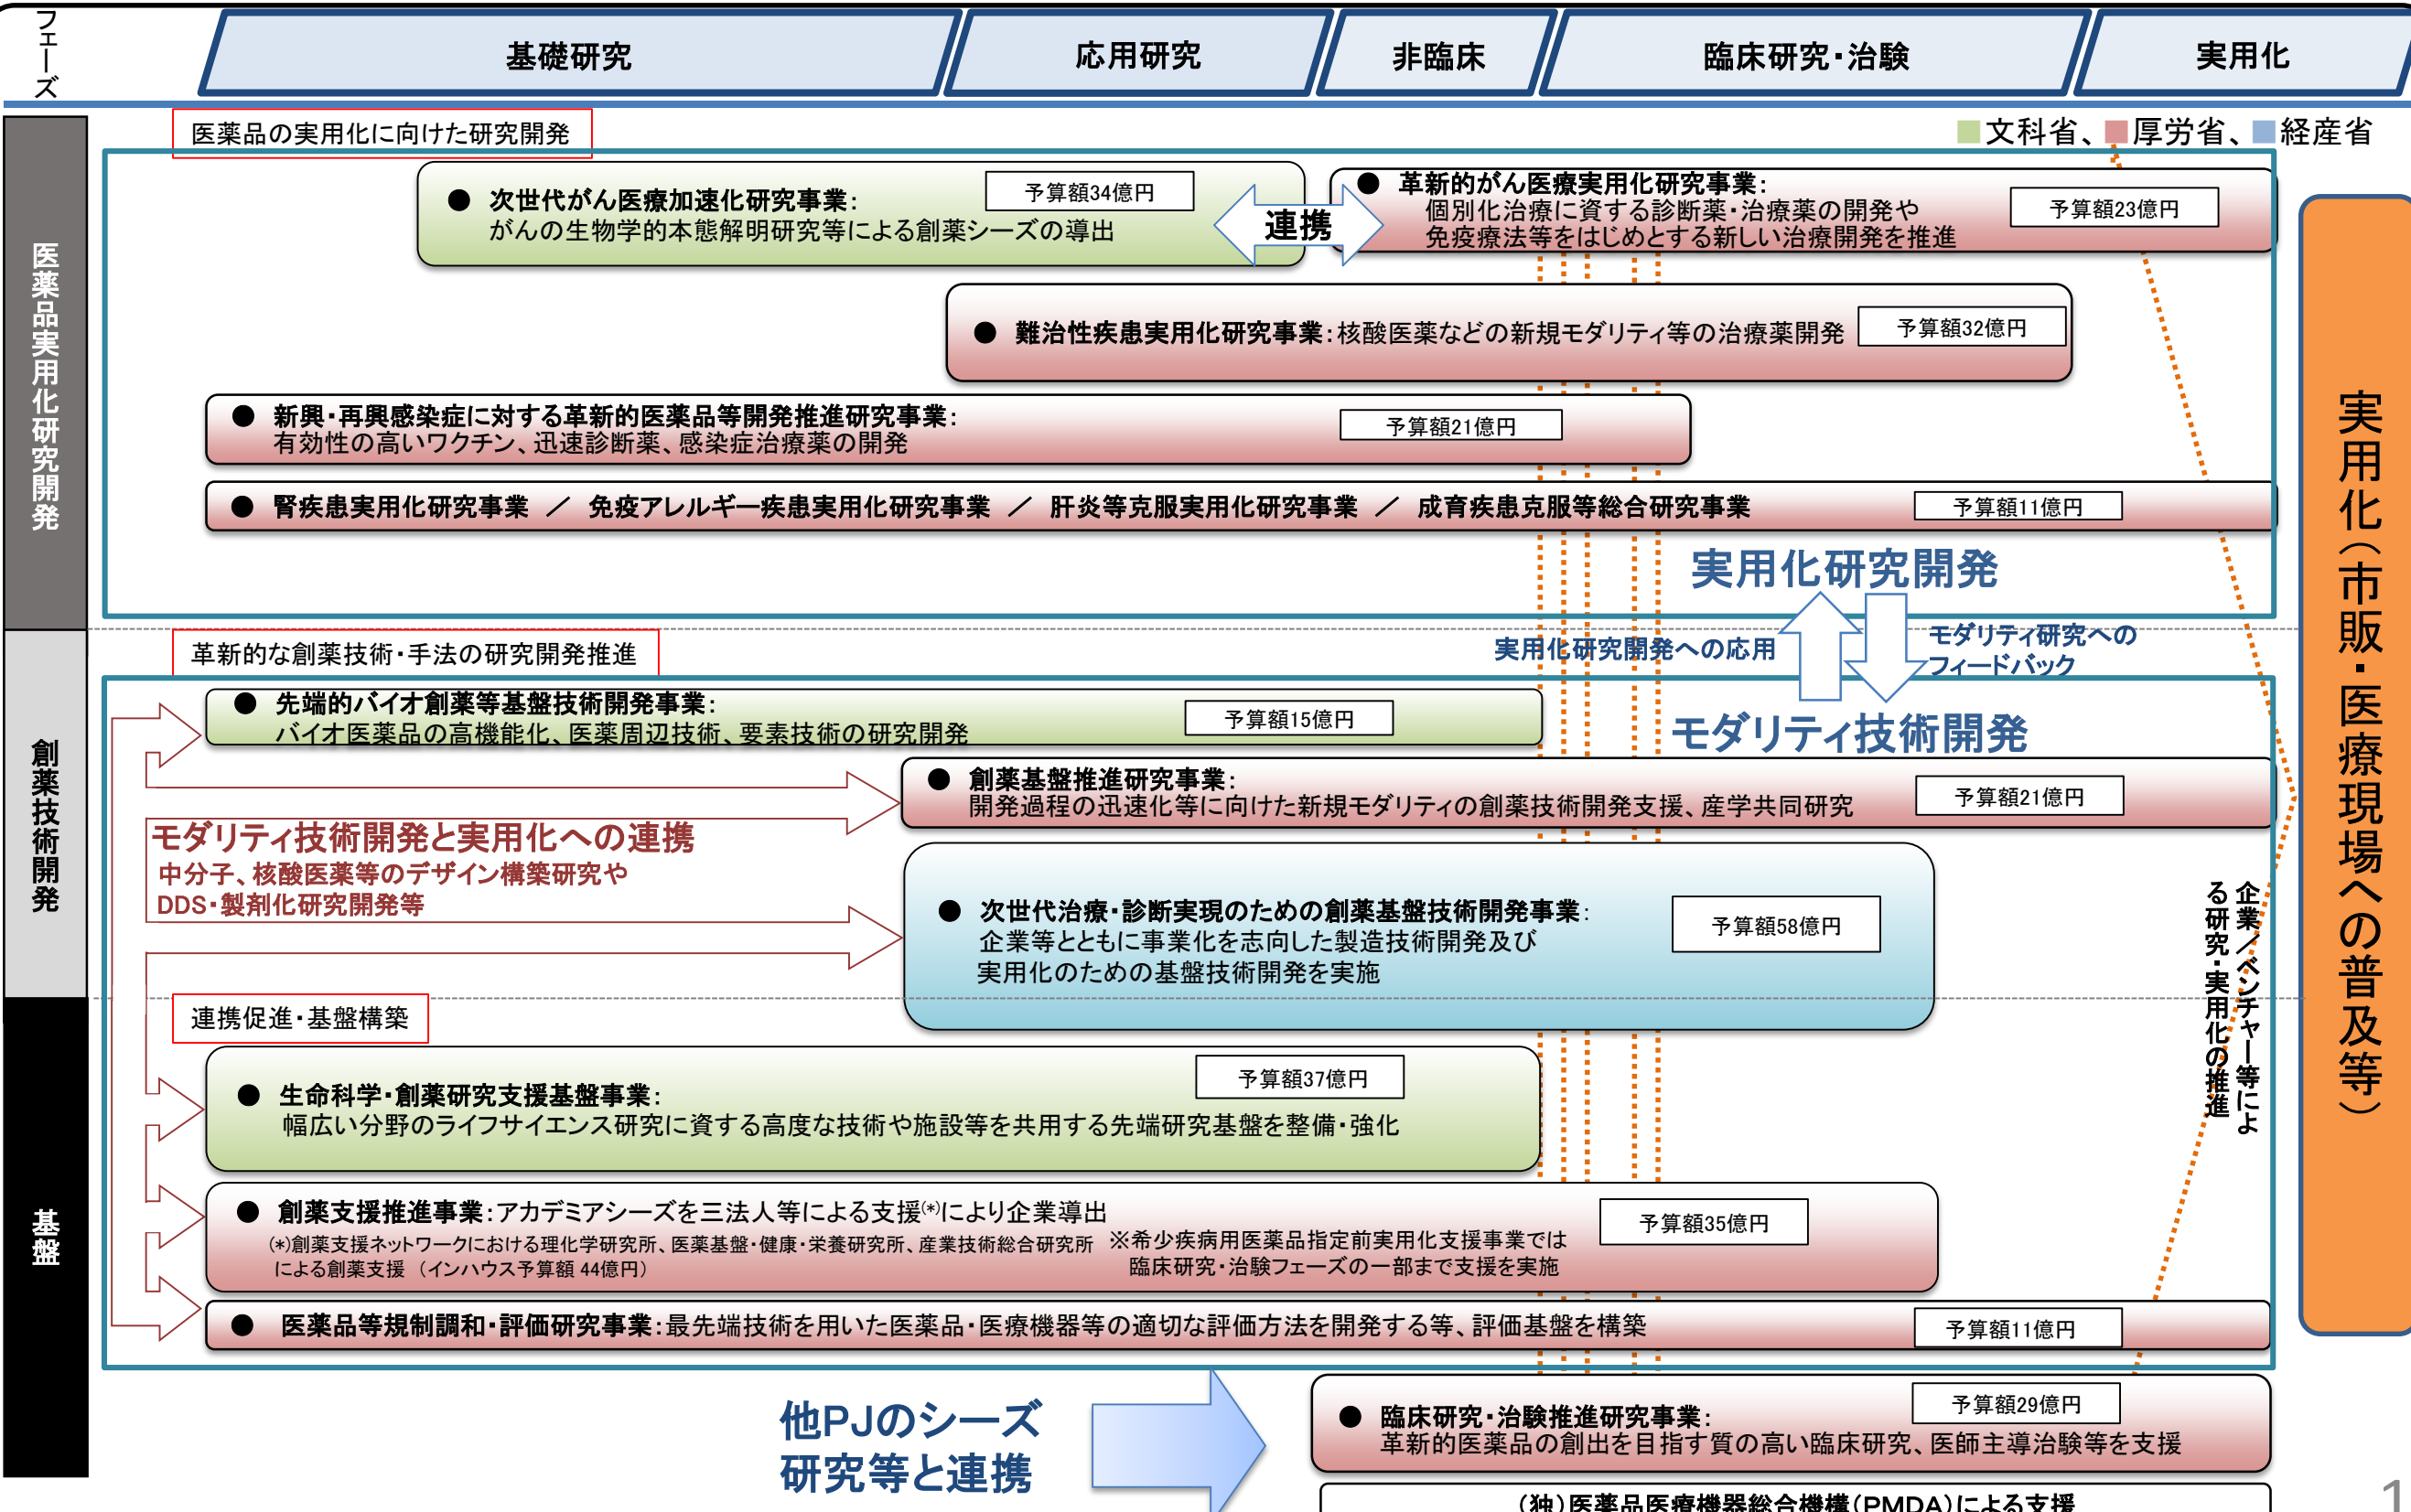 フェーズ
基礎研究
応用研究
非臨床
臨床研究・治験
実用化
医薬品の実用化に向けた研究開発
文科省、厚労省、経産省
医薬品実用化研究開発
● 次世代がん医療加速化研究事業：
がんの生物学的本態解明研究等による創薬シーズの導出
予算額34億円
連携
● 革新的がん医療実用化研究事業：
個別化治療に資する診断薬・治療薬の開発や
免疫療法等をはじめとする新しい治療開発を推進
予算額23億円
● 難治性疾患実用化研究事業：核酸医薬などの新規モダリティ等の治療薬開発
予算額32億円
● 新興・再興感染症に対する革新的医薬品等開発推進研究事業：
有効性の高いワクチン、迅速診断薬、感染症治療薬の開発
予算額21億円
● 腎疾患実用化研究事業 ／ 免疫アレルギー疾患実用化研究事業 ／ 肝炎等克服実用化研究事業 ／ 成育疾患克服等総合研究事業
予算額11億円
実用化研究開発
実用化研究開発への応用
モダリティ研究への
フィードバック
モダリティ技術開発
実用化（市販・医療現場への普及等）
革新的な創薬技術・手法の研究開発推進
創薬技術開発
● 先端的バイオ創薬等基盤技術開発事業：
バイオ医薬品の高機能化、医薬周辺技術、要素技術の研究開発
予算額15億円
● 創薬基盤推進研究事業：
開発過程の迅速化等に向けた新規モダリティの創薬技術開発支援、産学共同研究
予算額21億円
モダリティ技術開発と実用化への連携
中分子、核酸医薬等のデザイン構築研究や
DDS・製剤化研究開発等
● 次世代治療・診断実現のための創薬基盤技術開発事業：
企業等とともに事業化を志向した製造技術開発及び
実用化のための基盤技術開発を実施
予算額58億円
企業／ベンチャー等によ
る研究・実用化の推進
連携促進・基盤構築
基盤
● 生命科学・創薬研究支援基盤事業：
幅広い分野のライフサイエンス研究に資する高度な技術や施設等を共用する先端研究基盤を整備・強化
予算額37億円
● 創薬支援推進事業：アカデミアシーズを三法人等による支援(*)により企業導出
(*)創薬支援ネットワークにおける理化学研究所、医薬基盤・健康・栄養研究所、産業技術総合研究所
による創薬支援 （インハウス予算額 44億円）
※希少疾病用医薬品指定前実用化支援事業では
臨床研究・治験フェーズの一部まで支援を実施
予算額35億円
● 医薬品等規制調和・評価研究事業：最先端技術を用いた医薬品・医療機器等の適切な評価方法を開発する等、評価基盤を構築
予算額11億円
他PJのシーズ
研究等と連携
● 臨床研究・治験推進研究事業：
革新的医薬品の創出を目指す質の高い臨床研究、医師主導治験等を支援
予算額29億円
（独）医薬品医療機器総合機構（PMDA）による支援
1